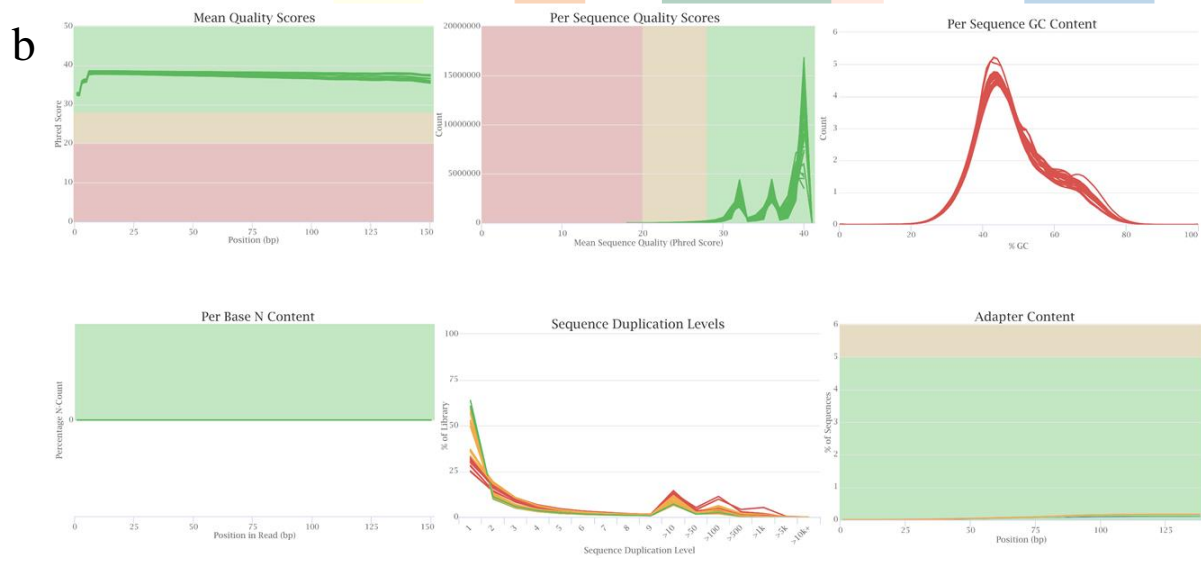 b
Mean Quality Scores
50
40
30
20
10
0
Phred Score
0 25 50 75 100 125 150
Position (bp)
Per Sequence Quality Scores
20000000
15000000
10000000
5000000
0
Count
0 10 20 30 40
Mean Sequence Quality (Phred Score)
Per Sequence GC Content
6
5
4
3
2
1
0
Count
0 20 40 60 80 100
% GC
Per Base N Content
0
Percentage N-Count
0 25 50 75 100 125 150
Position in Read (bp)
Sequence Duplication Levels
100
75
50
25
0
% of Library
1 2 3 4 5 6 7 8 9 >10 >50 >100 >500 >1k >5k >10k+
Sequence Duplication Level
Adapter Content
6
5
4
3
2
1
0
% of Sequences
0 25 50 75 100 125
Position (bp)